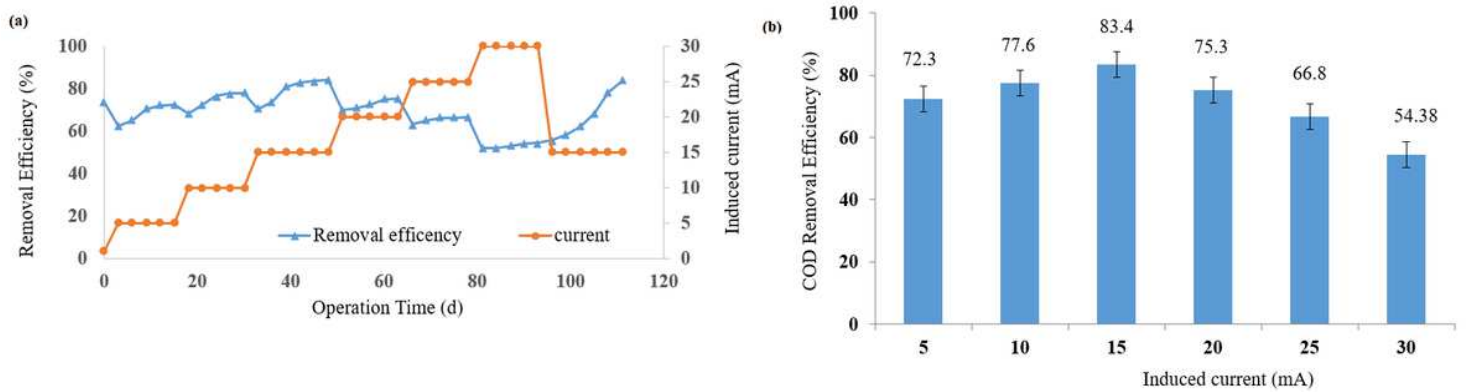 (a)
Removal Efficiency (%)
100
80
60
40
20
0
30
25
20
15
10
5
0
Induced current (mA)
Removal efficency
current
0 20 40 60 80 100 120
Operation Time (d)
(b)
COD Removal Efficiency (%)
100
80
60
40
20
0
72.3
77.6
83.4
75.3
66.8
54.38
5 10 15 20 25 30
Induced current (mA)